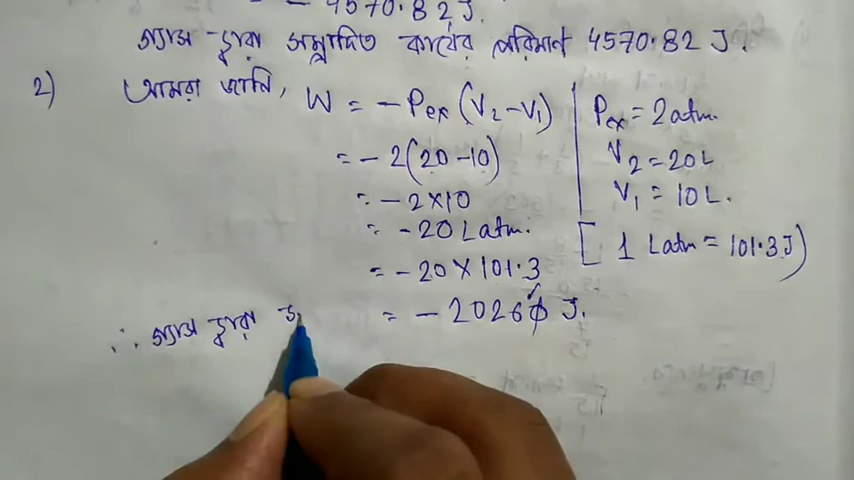 = - 4570.82 J.
গ্যাস দ্বারা সম্পাদিত কার্যের পরিমান 4570.82 J.
2) আমরা জানি, W = - Pex (V2 - V1)
= - 2(20 - 10)
= - 2 × 10
= - 20 L atm.
= - 20 × 101.3
= - 2026 J.
Pex = 2 atm.
V2 = 20 L
V1 = 10 L.
[ 1 L atm = 101.3 J)
∴ গ্যাস দ্বারা